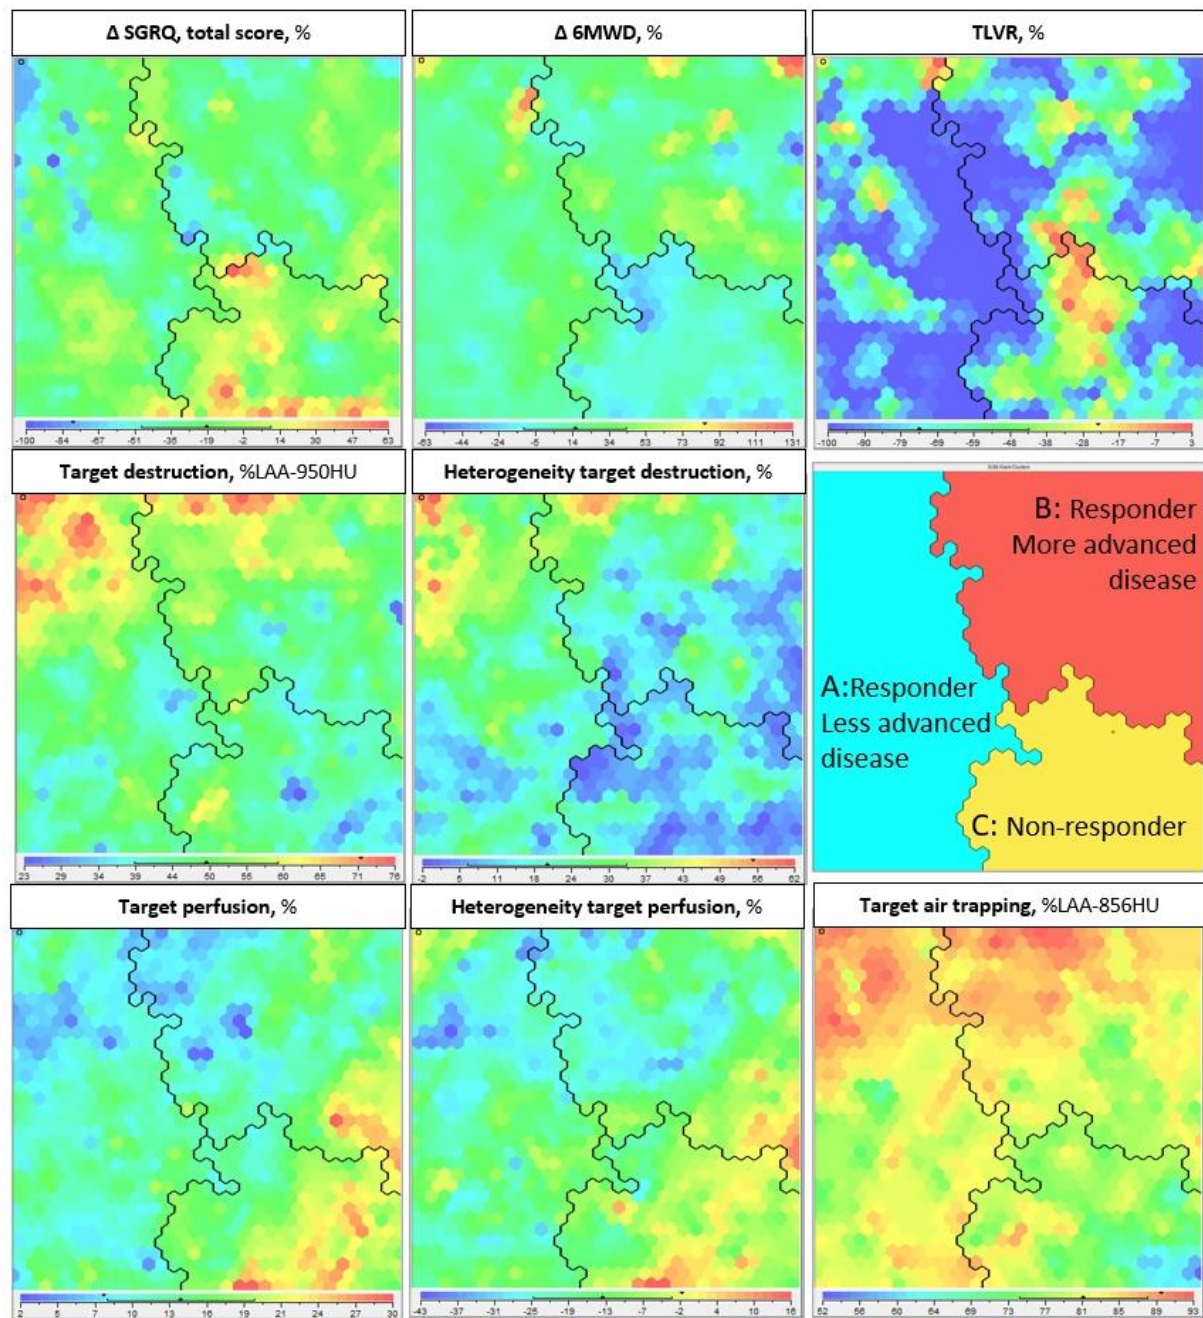 Δ SGRQ, total score, %
Δ 6MWD, %
TLVR, %
-100 -84 -67 -51 -35 -19 -2 14 30 47 63
-63 -44 -25 -5 14 34 53 73 92 111 131
-100 -90 -79 -69 -59 -48 -38 -28 -17 -7 3
Target destruction, %LAA-950HU
Heterogeneity target destruction, %
B: Responder
More advanced
disease
A:Responder
Less advanced
disease
C: Non-responder
23 29 34 39 44 49 55 60 65 71 76
-2 5 11 17 24 30 37 43 49 56 62
Target perfusion, %
Heterogeneity target perfusion, %
Target air trapping, %LAA-856HU
2 5 7 10 13 16 19 22 24 27 30
-43 -37 -31 -25 -19 -13 -7 -2 4 10 16
52 56 60 64 69 73 77 81 85 89 93